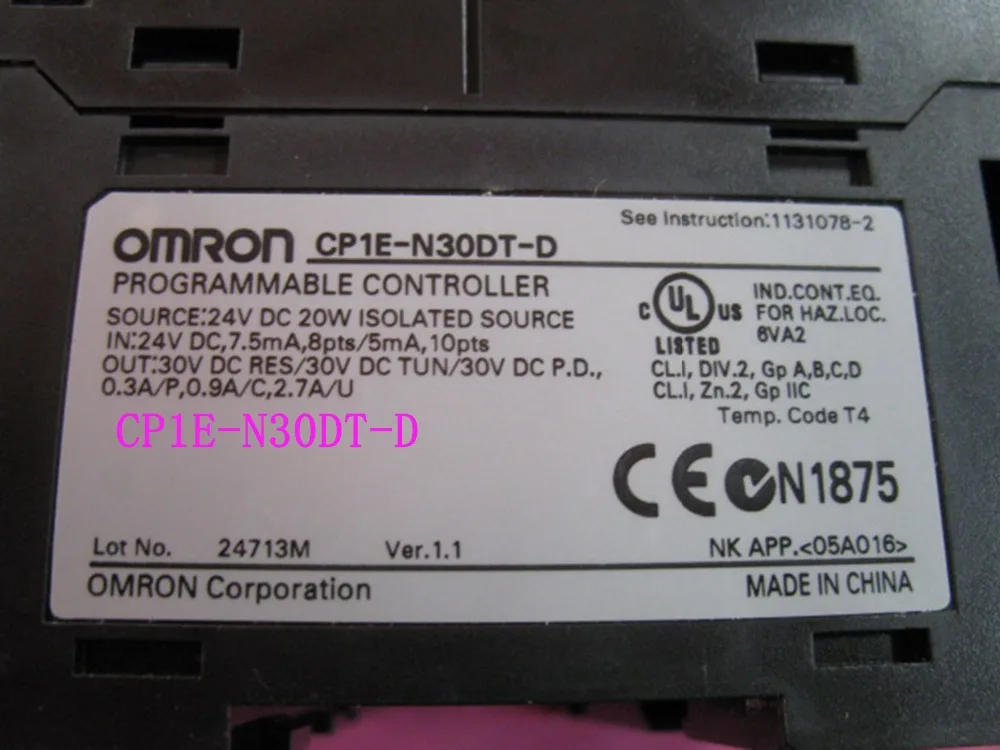 See Instruction:1131078-2
OMRON CP1E-N30DT-D
PROGRAMMABLE CONTROLLER
SOURCE:24V DC 20W ISOLATED SOURCE
IN:24V DC,7.5mA,8pts/5mA,10pts
OUT:30V DC RES/30V DC TUN/30V DC P.D.,
0.3A/P,0.9A/C,2.7A/U
C UL US
LISTED
IND.CONT.EQ.
FOR HAZ.LOC.
6VA2
CL.I, DIV.2, Gp A,B,C,D
CL.I, Zn.2, Gp IIC
Temp. Code T4
CP1E-N30DT-D
CE N1875
Lot No. 24713M Ver.1.1
NK APP.<05A016>
OMRON Corporation
MADE IN CHINA